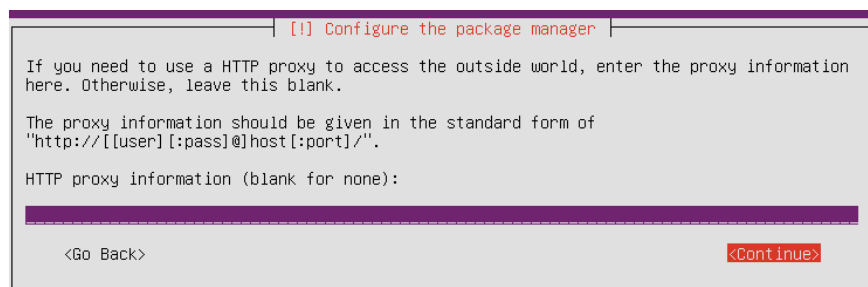 [!] Configure the package manager
If you need to use a HTTP proxy to access the outside world, enter the proxy information
here. Otherwise, leave this blank.
The proxy information should be given in the standard form of
"http://[[user][:pass]@]host[:port]/".
HTTP proxy information (blank for none):
<Go Back>
<Continue>